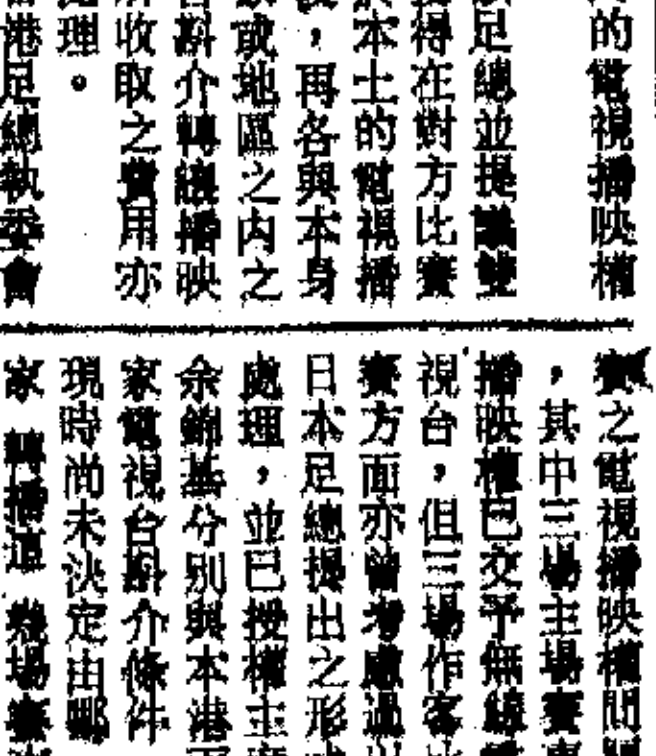 的電視播映權
足總並提議雙
得在對方比賽
本土的電視播
，再各與本身
或地區之內之
斟介轉讓播映
收取之費用亦
理。
港足總執委會
賽之電視播映權問
，其中三場主場賽
播映權已交予無綫
視台，但三場作客
賽方面亦曾考慮過
日本足總提出之形
處理，並已授權主
余錦基分別與本港
家電視台斟介條件
現時尚未決定由哪
家轉播這幾場賽